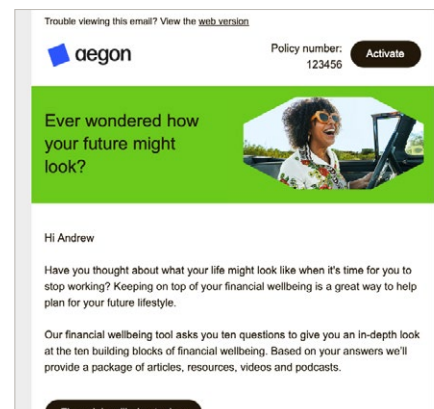 Trouble viewing this email? View the web version
aegon
Policy number:
123456
Activate
Ever wondered how
your future might
look?
Hi Andrew
Have you thought about what your life might look like when it's time for you to
stop working? Keeping on top of your financial wellbeing is a great way to help
plan for your future lifestyle.
Our financial wellbeing tool asks you ten questions to give you an in-depth look
at the ten building blocks of financial wellbeing. Based on your answers we'll
provide a package of articles, resources, videos and podcasts.